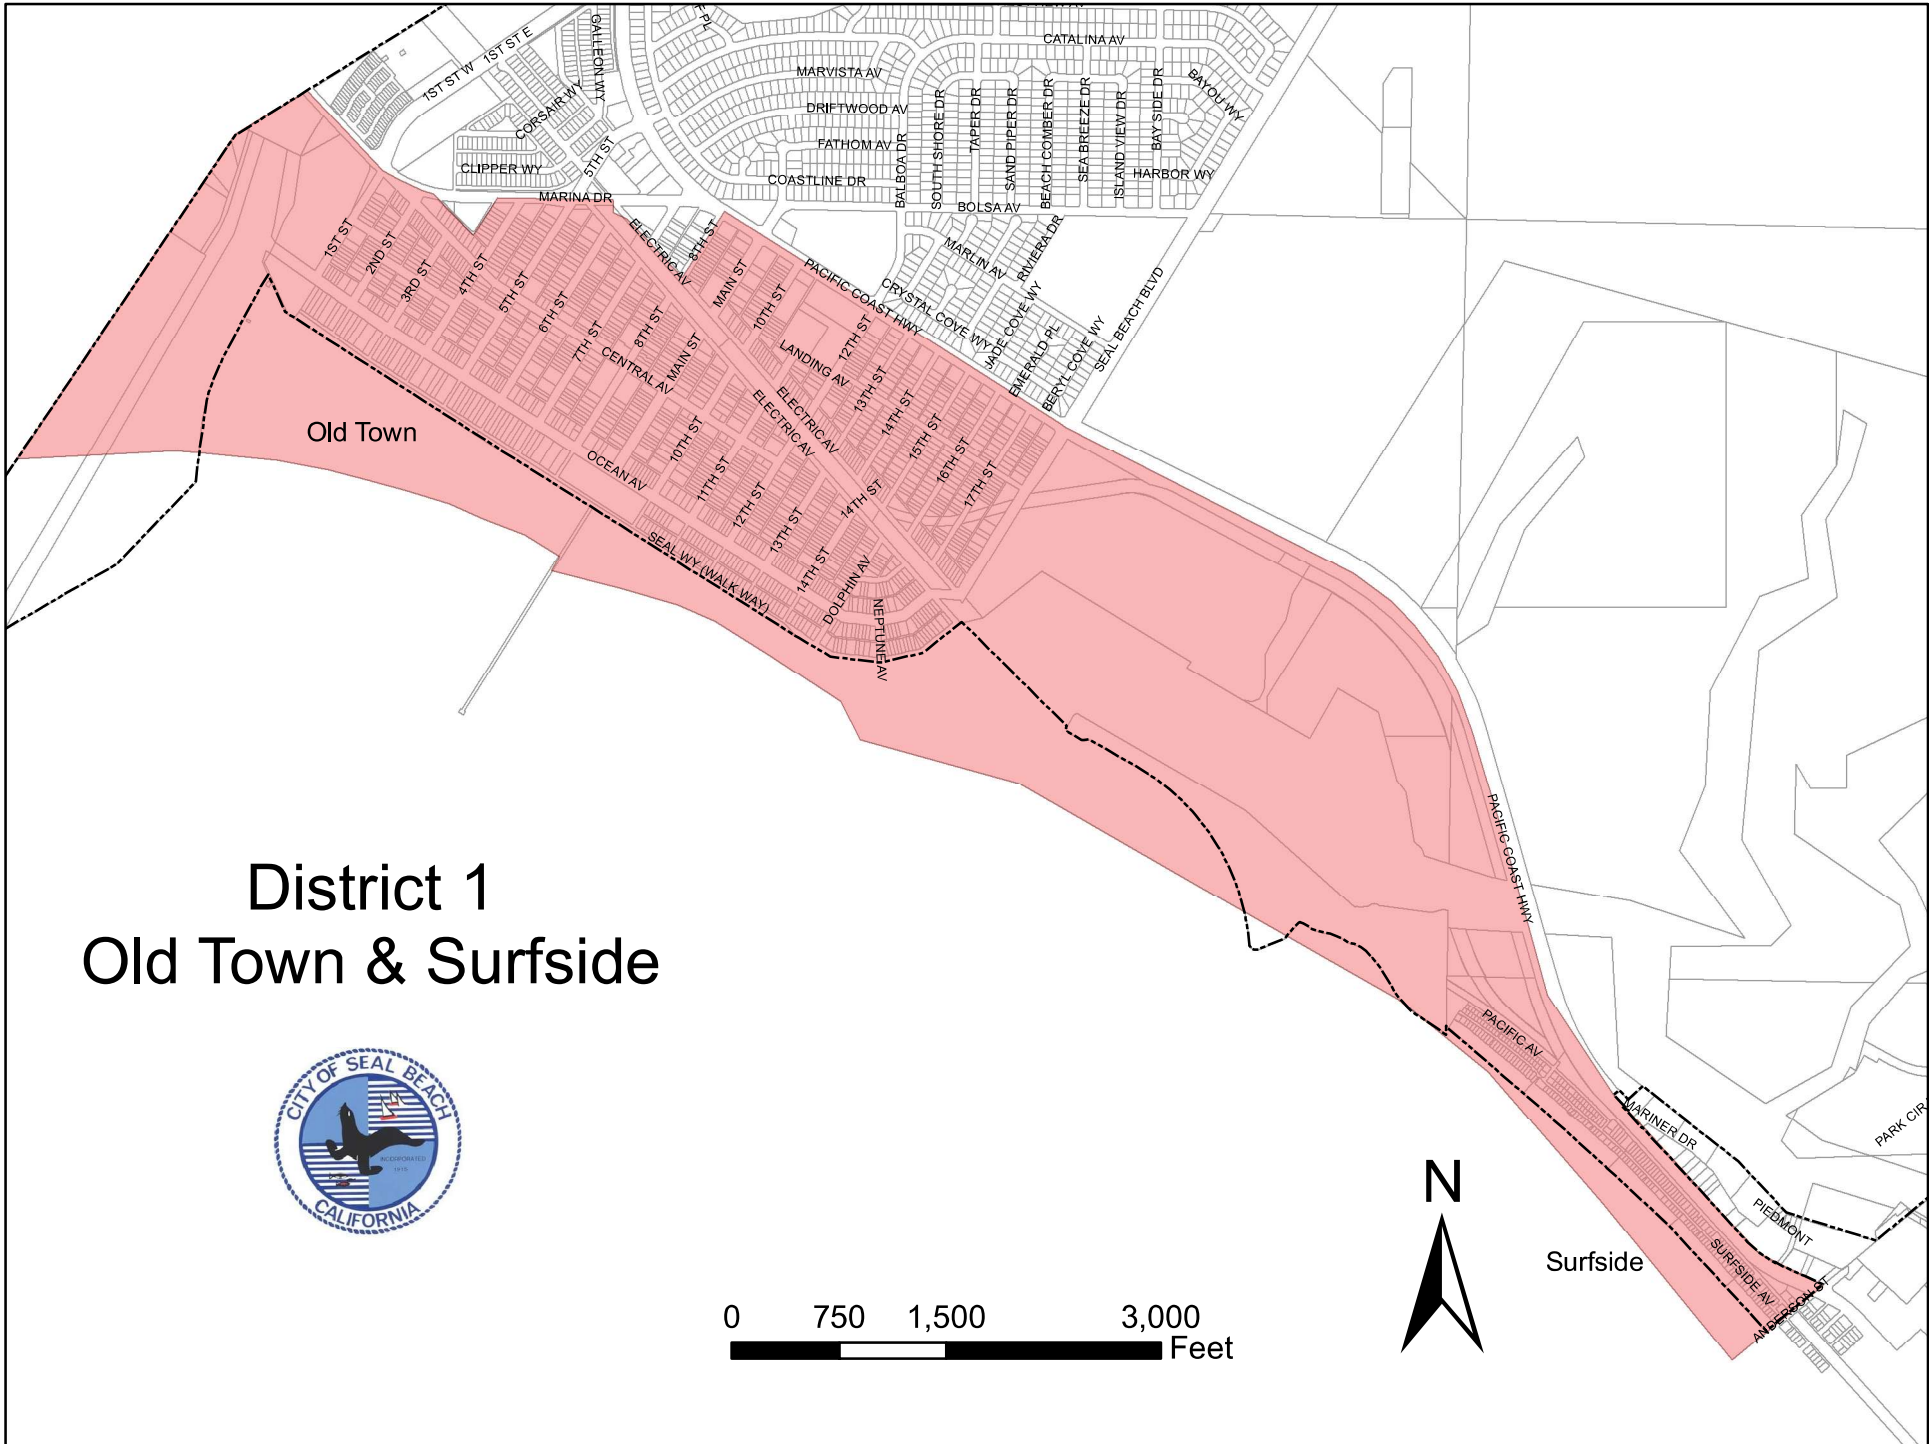 F PL
GALLEON WY
1ST ST W
1ST ST E
CATALINA AV
MARVISTA AV
BAYOU WY
DRIFTWOOD AV
CORSAIR WY
FATHOM AV
BALBOA DR
SOUTH SHORE DR
TAPER DR
SAND PIPER DR
BEACH COMBER DR
SEA BREEZE DR
ISLAND VIEW DR
BAY SIDE DR
CLIPPER WY
5TH ST
COASTLINE DR
HARBOR WY
MARINA DR
BOLSA AV
1ST ST
2ND ST
3RD ST
4TH ST
5TH ST
6TH ST
7TH ST
8TH ST
MAIN ST
ELECTRIC AV
8TH ST
MAIN ST
10TH ST
PACIFIC COAST HWY
MARLIN AV
RIVIERA DR
CRYSTAL COVE WY
JADE COVE WY
EMERALD PL
BERYL COVE WY
SEAL BEACH BLVD
CENTRAL AV
LANDING AV
12TH ST
13TH ST
14TH ST
15TH ST
16TH ST
17TH ST
ELECTRIC AV
ELECTRIC AV
Old Town
OCEAN AV
10TH ST
11TH ST
12TH ST
13TH ST
14TH ST
14TH ST
SEAL WY (WALK WAY)
DOLPHIN AV
NEPTUNE AV
PACIFIC COAST HWY
District 1
Old Town & Surfside
PACIFIC AV
MARINER DR
PARK CIR
PIEDMONT
SURFSIDE AV
ANDERSON ST
Surfside
CITY OF SEAL BEACH
INCORPORATED
1915
CALIFORNIA
N
0 750 1,500 3,000
Feet